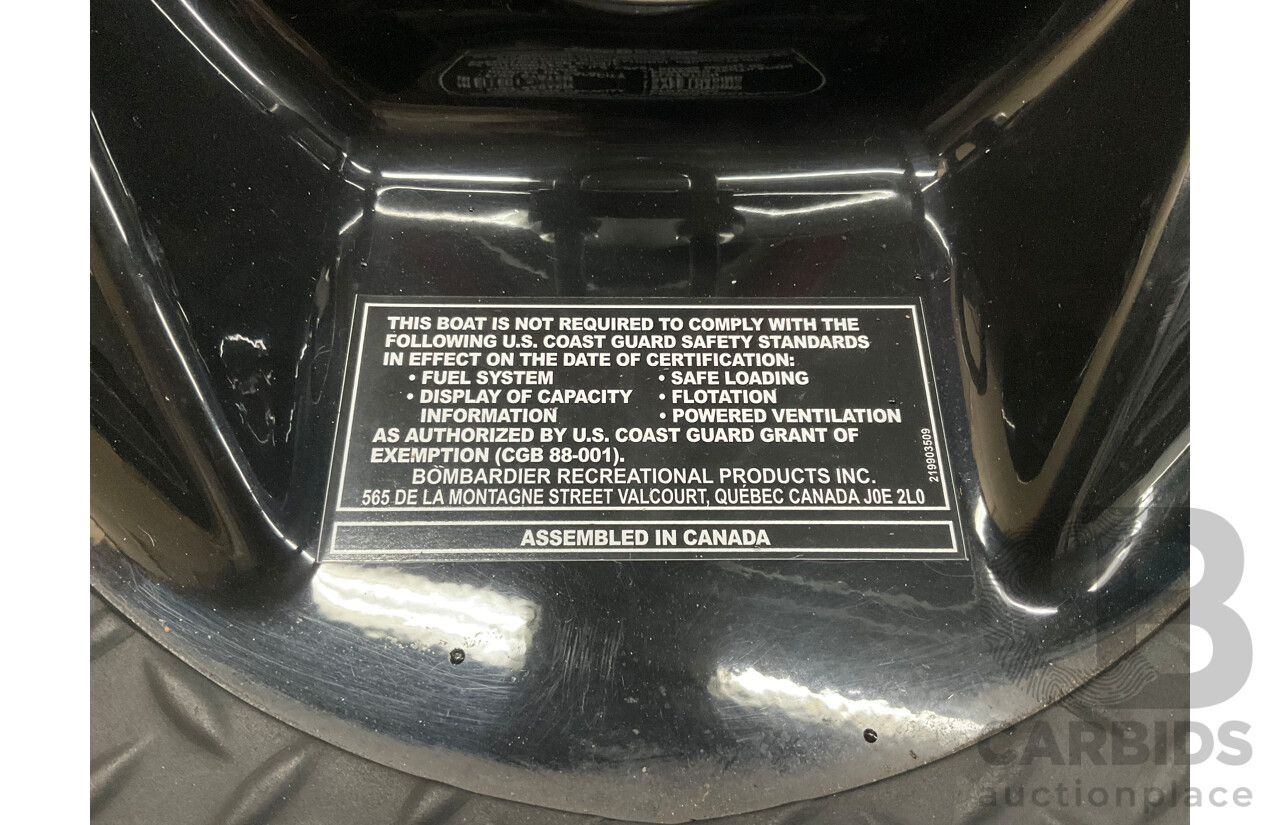 THIS BOAT IS NOT REQUIRED TO COMPLY WITH THE
FOLLOWING U.S. COAST GUARD SAFETY STANDARDS
IN EFFECT ON THE DATE OF CERTIFICATION:
• FUEL SYSTEM • SAFE LOADING
• DISPLAY OF CAPACITY • FLOTATION
INFORMATION • POWERED VENTILATION
AS AUTHORIZED BY U.S. COAST GUARD GRANT OF
EXEMPTION (CGB 88-001).
BOMBARDIER RECREATIONAL PRODUCTS INC.
565 DE LA MONTAGNE STREET VALCOURT, QUÉBEC CANADA J0E 2L0
219903509
ASSEMBLED IN CANADA
B
CARBIDS
auctionplace